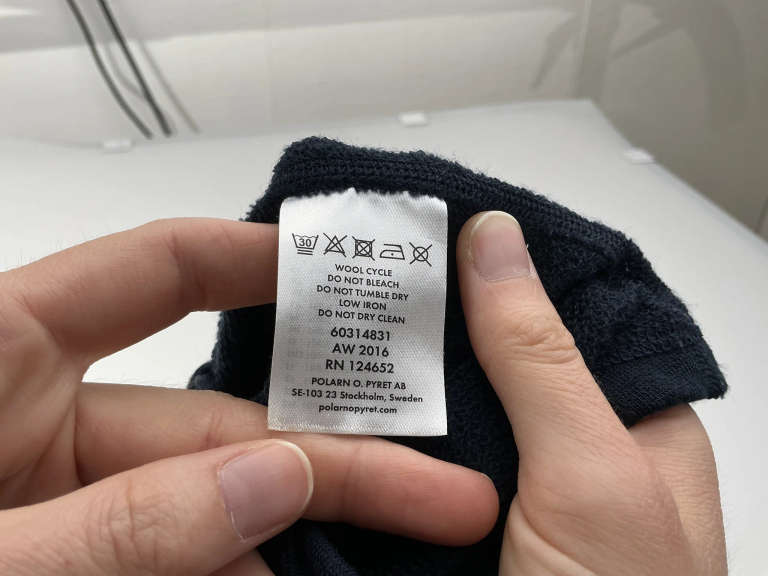 30
WOOL CYCLE
DO NOT BLEACH
DO NOT TUMBLE DRY
LOW IRON
DO NOT DRY CLEAN
60314831
AW 2016
RN 124652
POLARN O. PYRET AB
SE-103 23 Stockholm, Sweden
polarnopyret.com